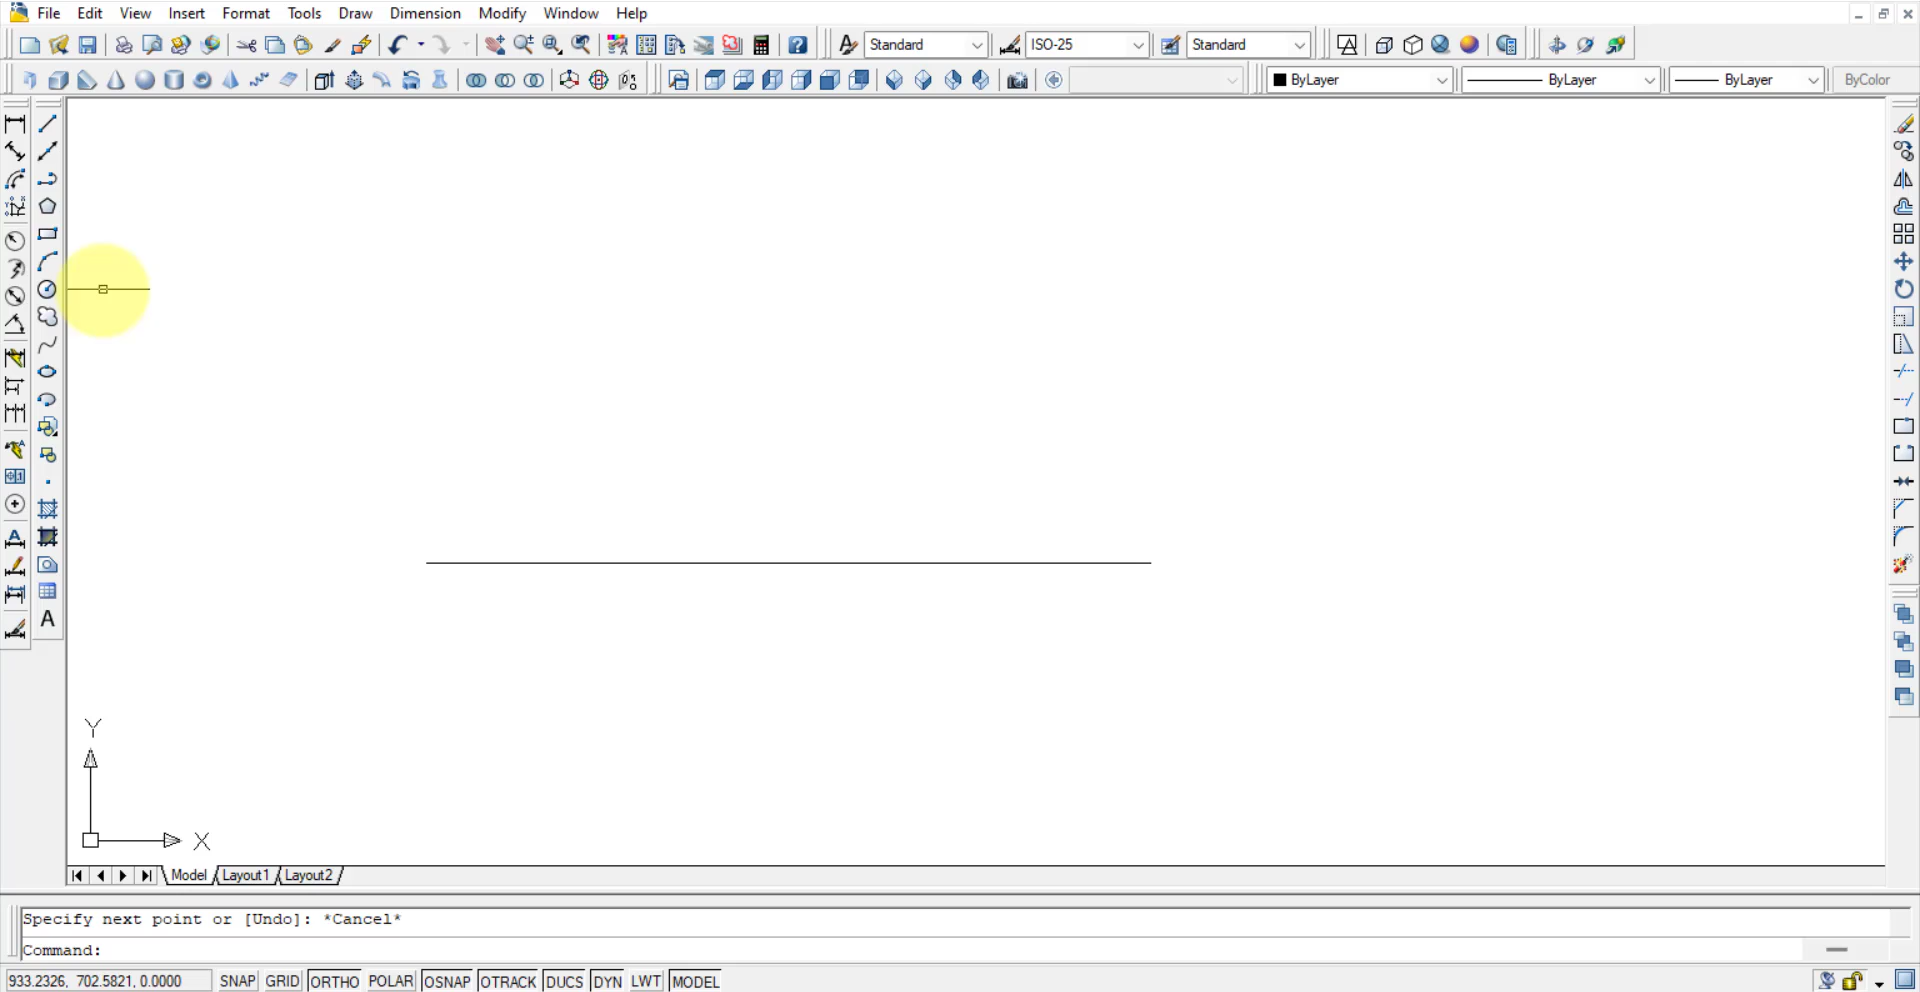 File Edit View Insert Format Tools Draw Dimension Modify Window Help
Standard ISO-25 Standard
ByLayer ByLayer ByLayer ByColor
A
Y
X
Model Layout1 Layout2
Specify next point or [Undo]: *Cancel*
Command:
933.2326, 702.5821, 0.0000 SNAP GRID ORTHO POLAR OSNAP OTRACK DUCS DYN LWT MODEL